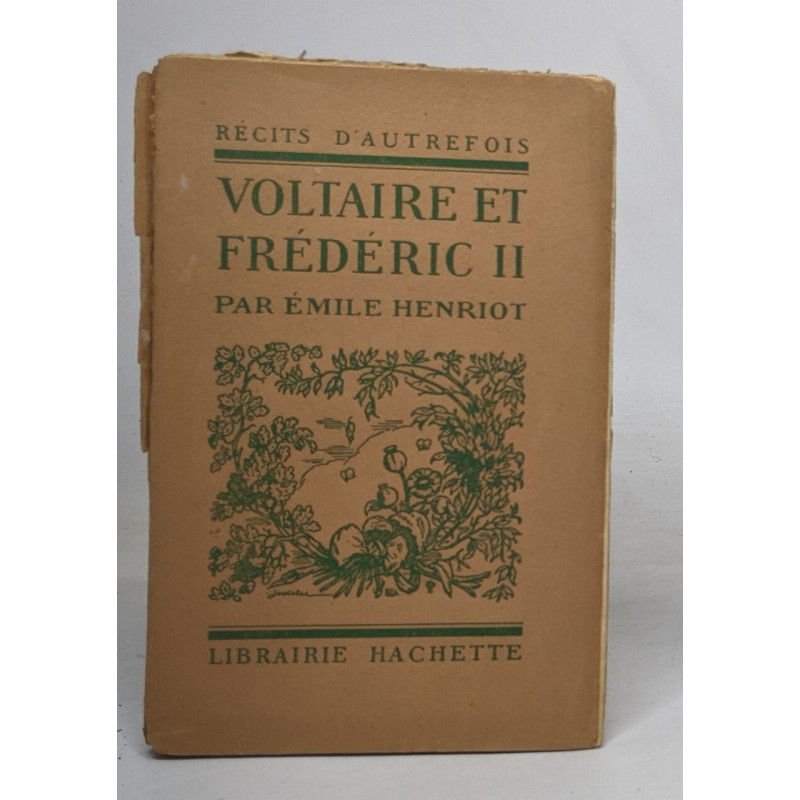 RÉCITS D'AUTREFOIS
VOLTAIRE ET
FRÉDÉRIC II
PAR ÉMILE HENRIOT
LIBRAIRIE HACHETTE